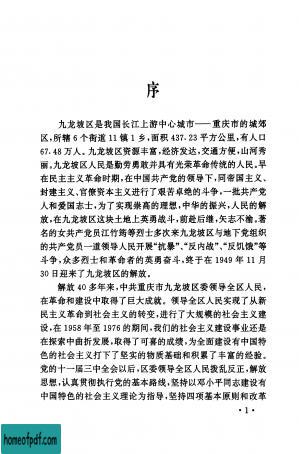 序
九龙坡区是我国长江上游中心城市——重庆市的城郊
区,所辖6个街道11镇1乡,面积437.23平方公里,有人口
67.48万人。九龙坡区资源丰富,经济发达,交通方便,山河秀
丽。九龙坡区人民是勤劳勇敢并具有光荣革命传统的人民。早
在民主主义革命时期,在中国共产党的领导下,同帝国主义、
封建主义、官僚资本主义进行了艰苦卓绝的斗争,一批共产党
人和爱国志士,为了实现崇高的理想,中华的振兴,人民的解
放,在九龙坡区这块土地上英勇战斗,前赴后继,矢志不渝。著
名的女共产党员江竹筠等烈士多次来九龙坡区与地下党组织
的共产党员一道领导人民开展“抗暴”、“反内战”、“反饥饿”等
斗争,众多烈士和革命者的英勇奋斗,终于在1949年11月
30日迎来了九龙坡区的解放。
解放40多年来,中共重庆市九龙坡区委领导全区人民,
在革命和建设中取得了巨大成就。领导全区人民实现了从新
民主主义革命到社会主义的转变,进行了大规模的社会主义建
设,在1958年至1976的期间,我们的社会主义建设事业还是
在探索中曲折发展,取得了可喜的成绩,为全面建设有中国特
色的社会主义打下了坚实的物质基础和积累了丰富的经验。
党的十一届三中全会以后,区委领导全区人民拨乱反正,解放
思想,认真贯彻执行党的基本路线,坚持以邓小平同志建设有
中国特色的社会主义理论为指导,坚持四项基本原则和改革
·1·
homeofpdf.com